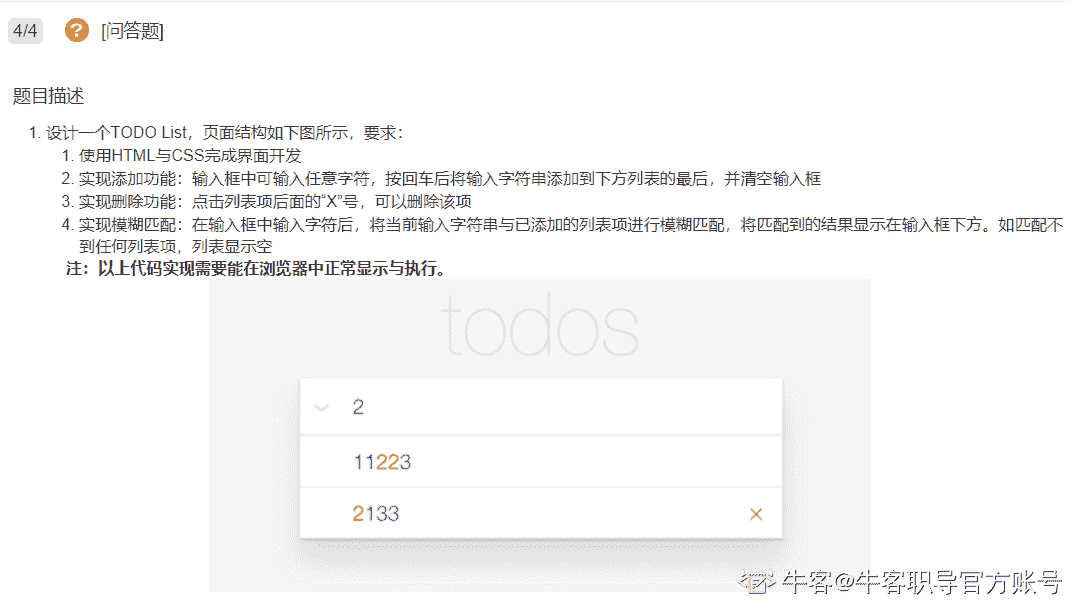 4/4 ? [问答题]
题目描述
1. 设计一个TODO List，页面结构如下图所示，要求：
1. 使用HTML与CSS完成界面开发
2. 实现添加功能：输入框中可输入任意字符，按回车后将输入字符串添加到下方列表的最后，并清空输入框
3. 实现删除功能：点击列表项后面的“X”号，可以删除该项
4. 实现模糊匹配：在输入框中输入字符后，将当前输入字符串与已添加的列表项进行模糊匹配，将匹配到的结果显示在输入框下方。如匹配不
到任何列表项，列表显示空
注：以上代码实现需要能在浏览器中正常显示与执行。
todos
2
11223
2133 ×
牛客@牛客职导官方账号